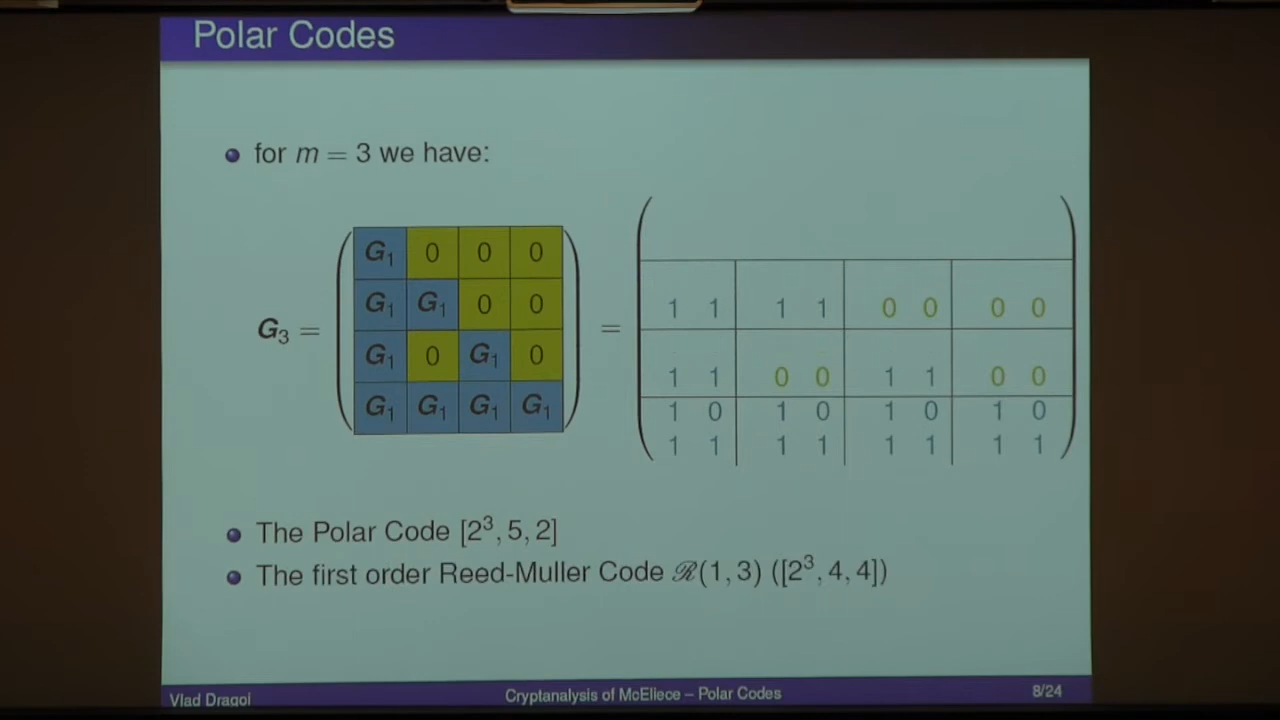 Polar Codes
for m = 3 we have:
G₃ = ( G₁ 0 0 0
G₁ G₁ 0 0
G₁ 0 G₁ 0
G₁ G₁ G₁ G₁ ) =
1 1 1 1 0 0 0 0
1 1 0 0 1 1 0 0
1 0 1 0 1 0 1 0
1 1 1 1 1 1 1 1
The Polar Code [2³, 5, 2]
The first order Reed-Muller Code ℛ(1, 3) ([2³, 4, 4])
Vlad Dragoi Cryptanalysis of McEliece – Polar Codes 8/24